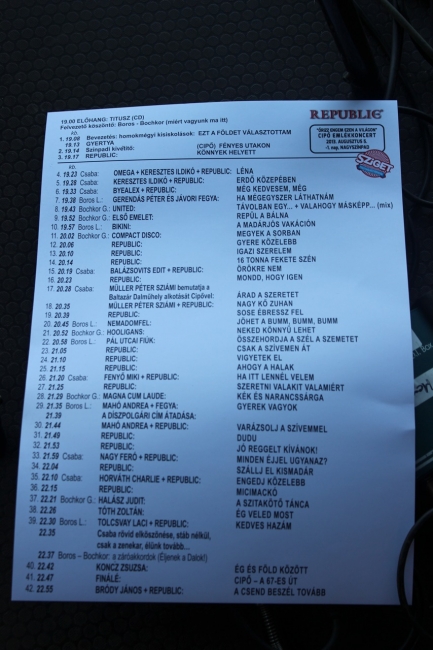 19.00 ELŐHANG: TITUSZ (CD)
Felvezető köszöntő: Boros - Bochkor (miért vagyunk ma itt)
kb.
1. 19.08 Bevezetés: homokmégyi kisiskolások: EZT A FÖLDET VÁLASZTOTTAM
19.13 GYERTYA
2. 19.14 Színpadi kivetítő: (CIPŐ) FÉNYES UTAKON
3. 19.17 REPUBLIC: KÖNNYEK HELYETT
kb.
REPUBLIC
"ŐRIZZ ENGEM EZEN A VILÁGON"
CIPŐ EMLÉKKONCERT
2013. AUGUSZTUS 5.
-1. nap, NAGYSZÍNPAD
SZIGET
4. 19.23 Csaba: OMEGA + KERESZTES ILDIKÓ + REPUBLIC: LÉNA
5. 19.28 Csaba: KERESZTES ILDIKÓ + REPUBLIC: ERDŐ KÖZEPÉBEN
6. 19.33 Csaba: BYEALEX + REPUBLIC: MÉG KEDVESEM, MÉG
7. 19.38 Boros L.: GERENDÁS PÉTER ÉS JÁVORI FEGYA: HA MÉGEGYSZER LÁTHATNÁM
8. 19.43 Bochkor G.: UNITED: TÁVOLBAN EGY... + VALAHOGY MÁSKÉPP... (mix)
9. 19.52 Bochkor G.: ELSŐ EMELET: REPÜL A BÁLNA
10. 19.57 Boros L.: BIKINI: A MADÁRJÓS VAKÁCIÓN
11. 20.02 Bochkor G.: COMPACT DISCO: MEGYEK A SORBAN
12. 20.06 REPUBLIC: GYERE KÖZELEBB
13. 20.10 REPUBLIC: IGAZI SZERELEM
14. 20.14 REPUBLIC: 16 TONNA FEKETE SZÉN
15. 20.19 Csaba: BALÁZSOVITS EDIT + REPUBLIC: ÖRÖKRE NEM
16. 20.23 REPUBLIC: MONDD, HOGY IGEN
17. 20.28 Csaba: MÜLLER PÉTER SZIÁMI bemutatja a
Baltazár Dalműhely alkotását Cipővel: ÁRAD A SZERETET
18. 20.35 MÜLLER PÉTER SZIÁMI + REPUBLIC: NAGY KŐ ZUHAN
19. 20.39 REPUBLIC: SOSE ÉBRESSZ FEL
20. 20.45 Boros L.: NEMADOMFEL: JÖHET A BUMM, BUMM, BUMM
21. 20.52 Bochkor G.: HOOLIGANS: NEKED KÖNNYŰ LEHET
22. 20.58 Boros L.: PÁL UTCAI FIÚK: ÖSSZEHORDJA A SZÉL A SZEMETET
23. 21.05 REPUBLIC: CSAK A SZÍVEMEN ÁT
24. 21.10 REPUBLIC: VIGYETEK EL
25. 21.15 REPUBLIC: AHOGY A HALAK
26. 21.20 Csaba: FENYŐ MIKI + REPUBLIC: HA ITT LENNÉL VELEM
27. 21.25 REPUBLIC: SZERETNI VALAKIT VALAMIÉRT
28. 21.29 Bochkor G.: MAGNA CUM LAUDE: KÉK ÉS NARANCSSÁRGA
29. 21.35 Boros L.: MAHÓ ANDREA + FEGYA: GYEREK VAGYOK
21.39 A DÍSZPOLGÁRI CÍM ÁTADÁSA:
30. 21.44 MAHÓ ANDREA + REPUBLIC: VARÁZSOLJ A SZÍVEMMEL
31. 21.49 REPUBLIC: DUDU
32. 21.53 REPUBLIC: JÓ REGGELT KÍVÁNOK!
33. 21.59 Csaba: NAGY FERÓ + REPUBLIC: MINDEN ÉJJEL UGYANAZ?
34. 22.04 REPUBLIC: SZÁLLJ EL KISMADÁR
35. 22.10 Csaba: HORVÁTH CHARLIE + REPUBLIC: ENGEDJ KÖZELEBB
36. 22.15 REPUBLIC: MICIMACKÓ
37. 22.21 Bochkor G.: HALÁSZ JUDIT: A SZITAKÖTŐ TÁNCA
38. 22.26 TÓTH ZOLTÁN: ÉG VELED MOST
39. 22.30 Boros L.: TOLCSVAY LACI + REPUBLIC: KEDVES HAZÁM
22.35 Csaba rövid elköszönése, stáb nélkül,
csak a zenekar, élünk tovább...
22.37 Boros – Bochkor: a záróakkordok (Éljenek a Dalok!)
40. 22.42 KONCZ ZSUZSA: ÉG ÉS FÖLD KÖZÖTT
41. 22.47 FINÁLÉ: CIPŐ – A 67-ES ÚT
42. 22.55 BRÓDY JÁNOS + REPUBLIC: A CSEND BESZÉL TOVÁBB